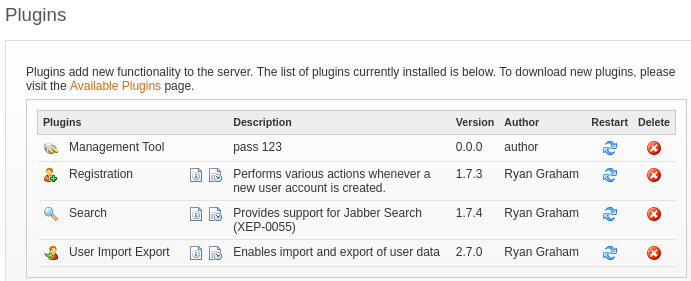 Plugins
Plugins add new functionality to the server. The list of plugins currently installed is below. To download new plugins, please
visit the Available Plugins page.
Plugins Description Version Author Restart Delete
Management Tool pass 123 0.0.0 author
Registration Performs various actions whenever a 1.7.3 Ryan Graham
new user account is created.
Search Provides support for Jabber Search 1.7.4 Ryan Graham
(XEP-0055)
User Import Export Enables import and export of user data 2.7.0 Ryan Graham